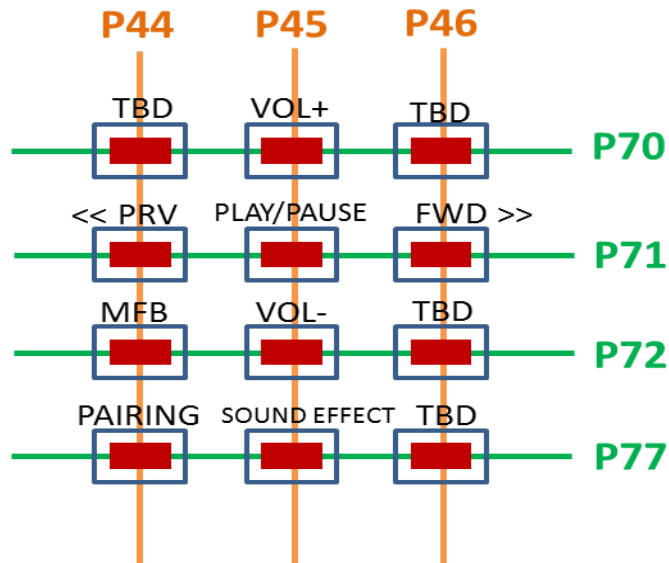 P44 P45 P46
TBD VOL+ TBD
P70
<< PRV PLAY/PAUSE FWD >>
P71
MFB VOL- TBD
P72
PAIRING SOUND EFFECT TBD
P77